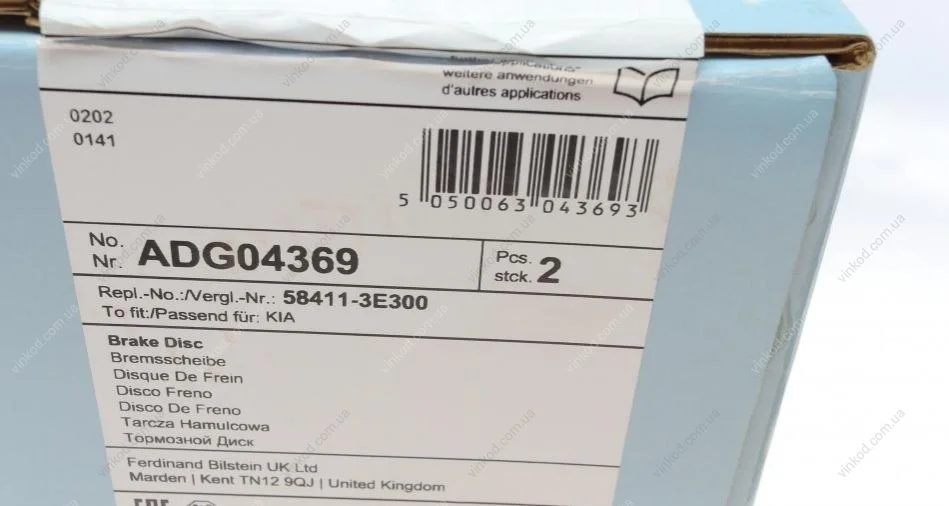 weitere anwendungen
d'autres applications
0202
0141
5 050063 043693
No.
Nr. ADG04369
Pcs.
stck. 2
Repl.-No.:/Vergl.-Nr.: 58411-3E300
To fit:/Passend für: KIA
Brake Disc
Bremsscheibe
Disque De Frein
Disco Freno
Disco De Freno
Tarcza Hamulcowa
Тормозной Диск
Ferdinand Bilstein UK Ltd
Marden | Kent TN12 9QJ | United Kingdom
vinkod.com.ua